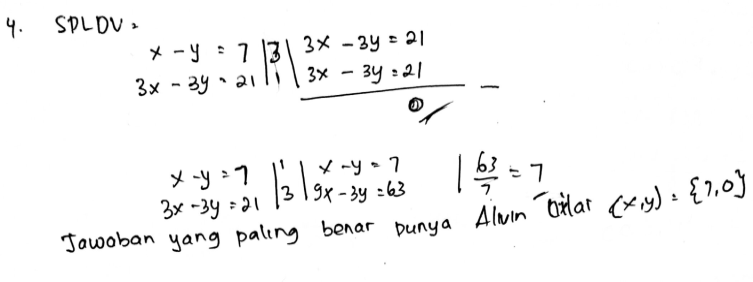 4. SPLDV =
x - y = 7 |3| 3x - 3y = 21
3x - 3y = 21 |1| 3x - 3y = 21
0
x - y = 7 |1| x - y = 7 | 63/7 = 7
3x - 3y = 21 |3| 9x - 3y = 63
Jawoban yang paling benar punya Alvin (x,y) = {7,0}